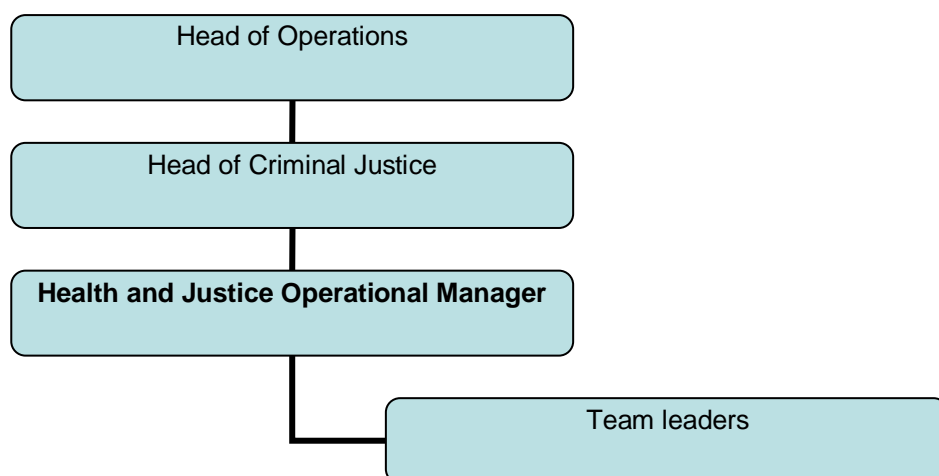 Head of Operations
Head of Criminal Justice
Health and Justice Operational Manager
Team leaders